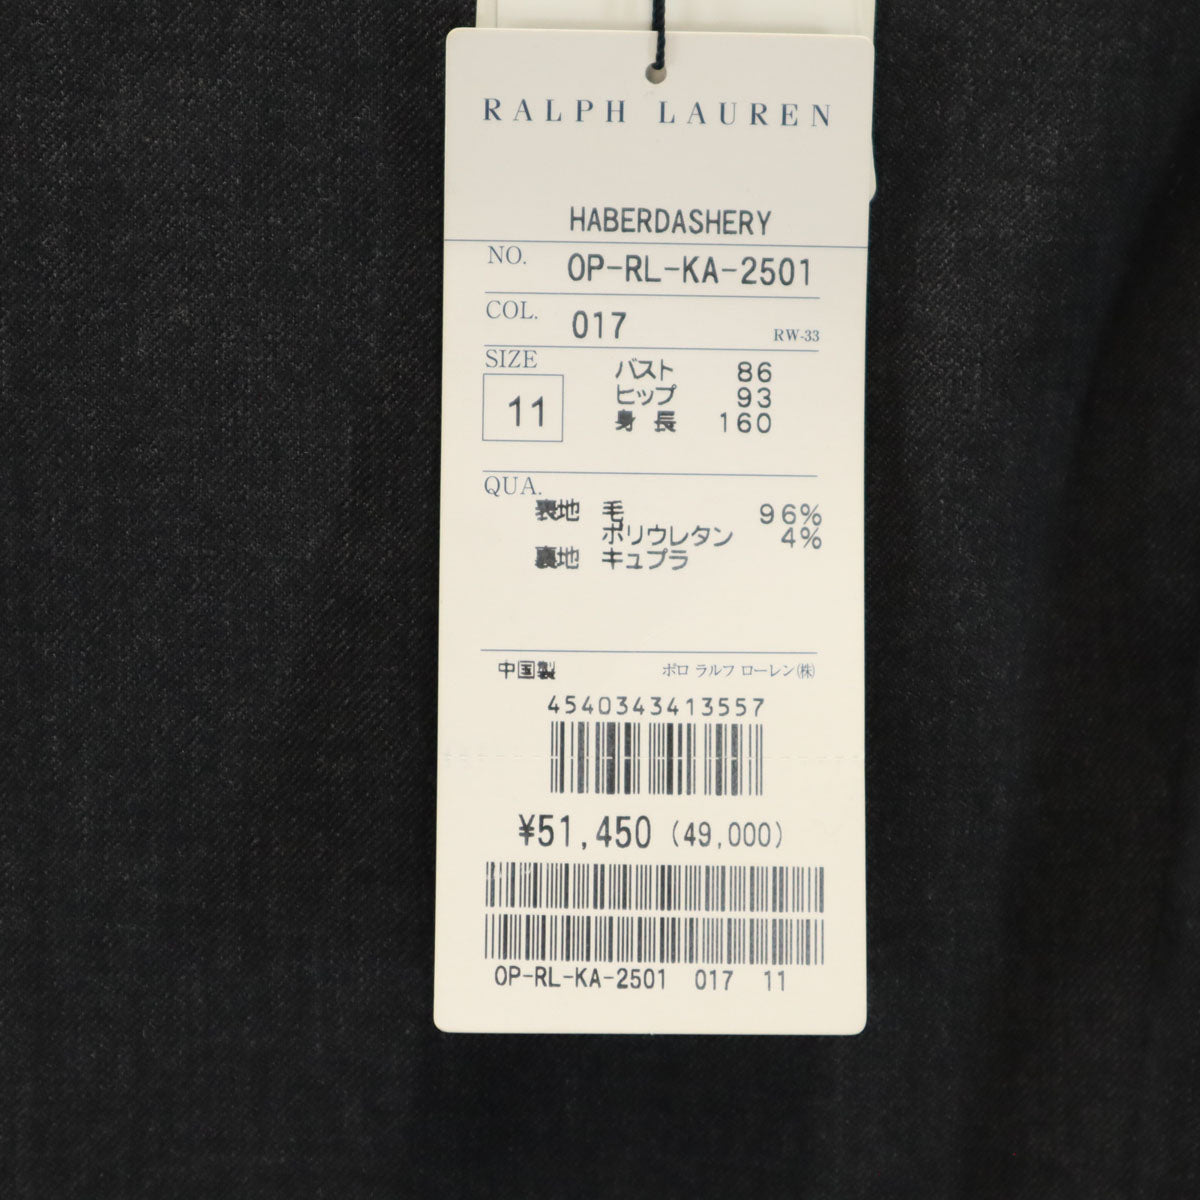 RALPH LAUREN
HABERDASHERY
NO. OP-RL-KA-2501
COL. 017 RW-33
SIZE
11
バスト 86
ヒップ 93
身長 160
QUA.
表地 毛 96%
ポリウレタン 4%
裏地 キュプラ
中国製 ポロ ラルフ ローレン㈱
4540343413557
¥51,450 (49,000)
OP-RL-KA-2501 017 11